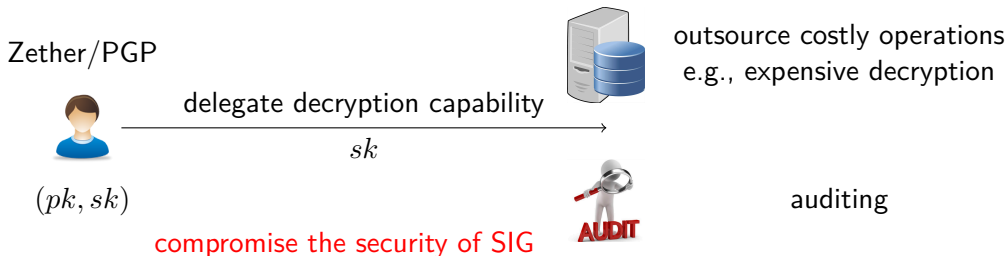 Zether/PGP
outsource costly operations
e.g., expensive decryption
delegate decryption capability
sk
(pk, sk)
AUDIT
auditing
compromise the security of SIG